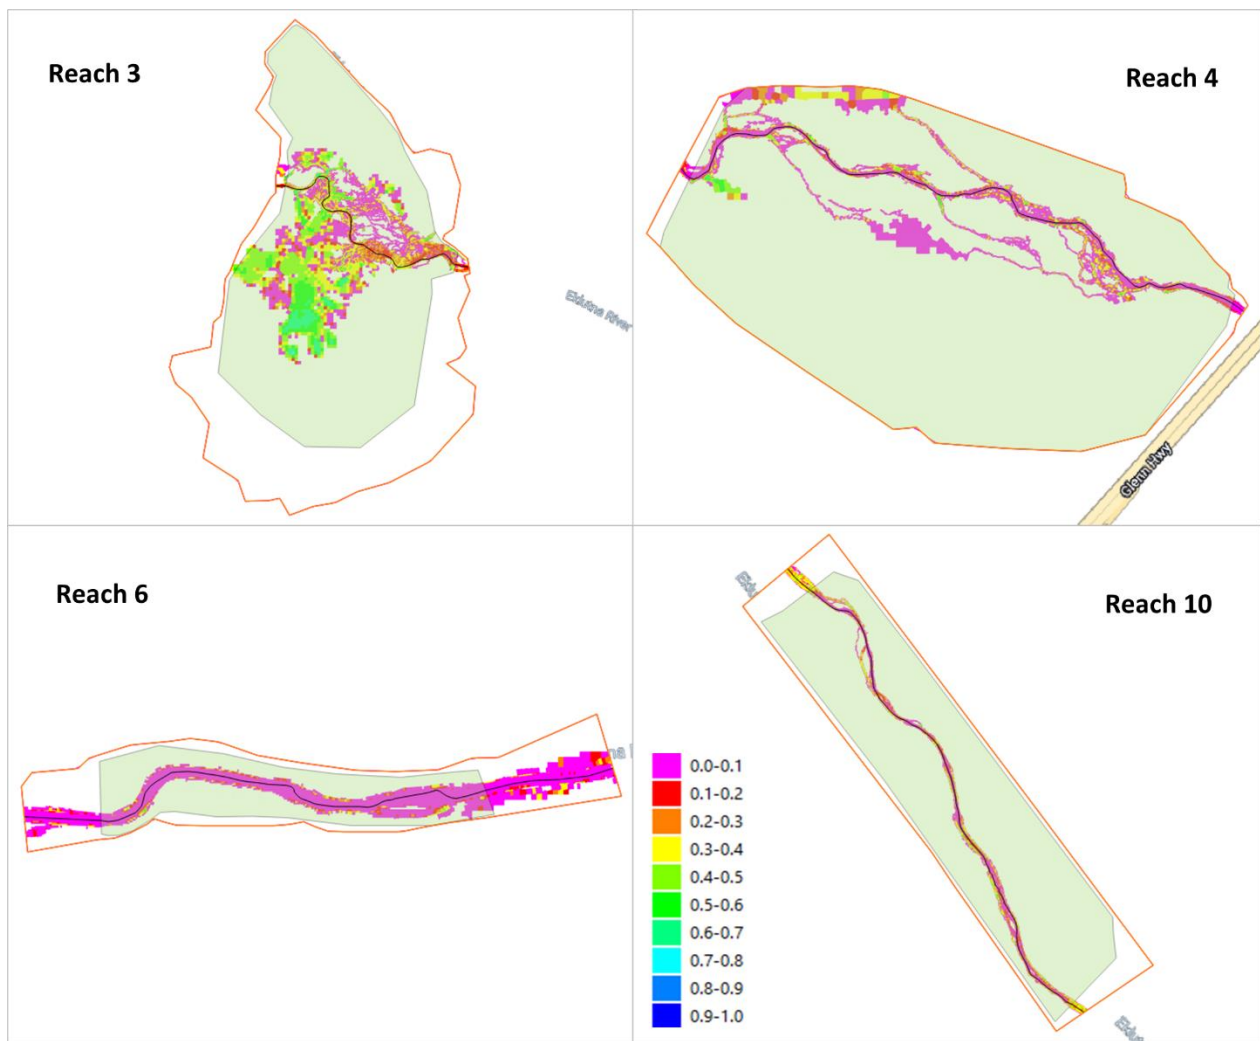 Reach 3
Reach 4
Eklutna River
Glenn Hwy
Reach 6
Reach 10
0.0-0.1
0.1-0.2
0.2-0.3
0.3-0.4
0.4-0.5
0.5-0.6
0.6-0.7
0.7-0.8
0.8-0.9
0.9-1.0